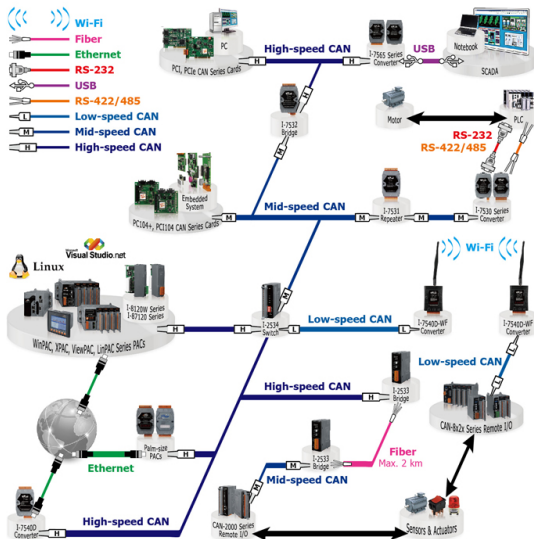 Wi-Fi
Fiber
Ethernet
RS-232
USB
RS-422/485
L
Low-speed CAN
M
Mid-speed CAN
H
High-speed CAN
PC
PCI, PCIe CAN Series Cards
H
High-speed CAN
H
I-7565 Series
Converter
USB
Notebook
SCADA
H
I-7532
Bridge
M
Motor
PLC
RS-232
RS-422/485
Embedded
System
PC104+, PCI104 CAN Series Cards
M
Mid-speed CAN
M
I-7531
Repeater
M
M
I-7530 Series
Converter
Linux
Microsoft
Visual Studio.net
I-8120W Series
I-87120 Series
WinPAC, XPAC, ViewPAC, LinPAC Series PACs
H
H
M
I-2534
Switch
H
L
Low-speed CAN
L
Wi-Fi
I-7540D-WF
Converter
I-7540D-WF
Converter
L
Low-speed CAN
L
CAN-8x2x Series Remote I/O
High-speed CAN
H
I-2533
Bridge
Fiber
Max. 2 km
I-2533
Bridge
M
Mid-speed CAN
M
CAN-2000 Series
Remote I/O
Sensors & Actuators
Ethernet
Palm-size
PACs
H
I-7540D
Converter
H
High-speed CAN